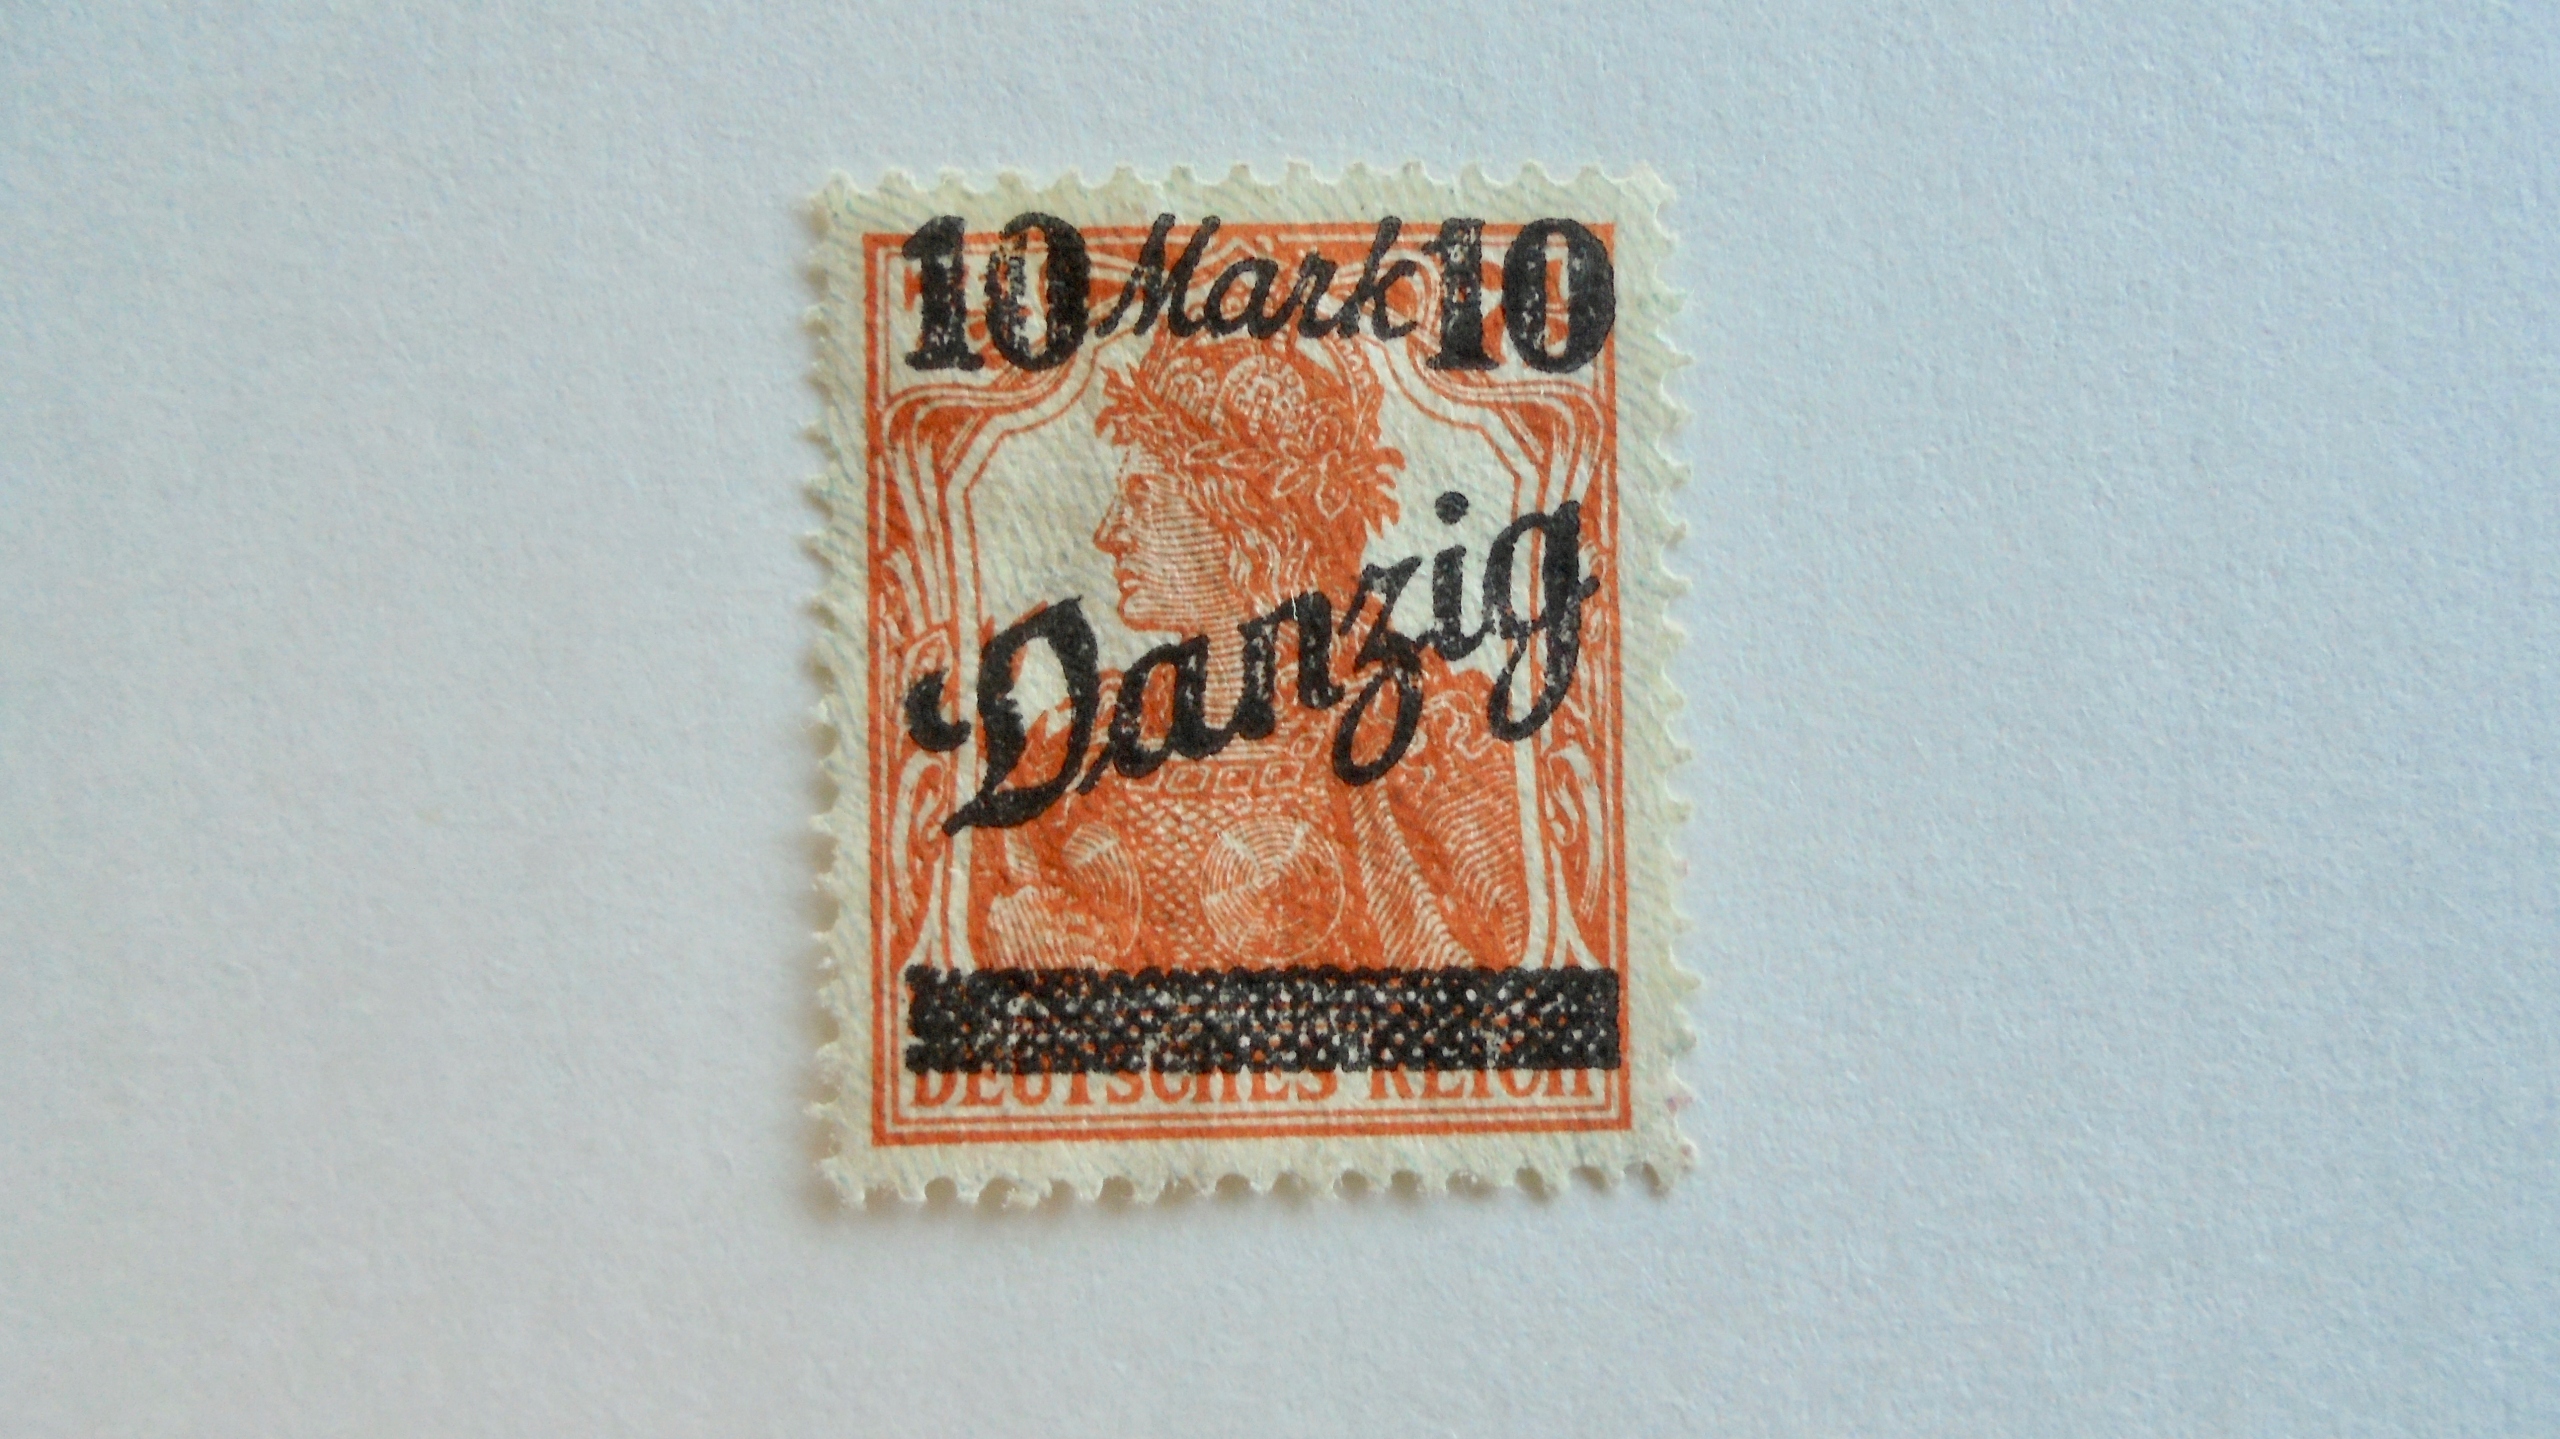 10 Mark 10
Danzig
DEUTSCHES REICH